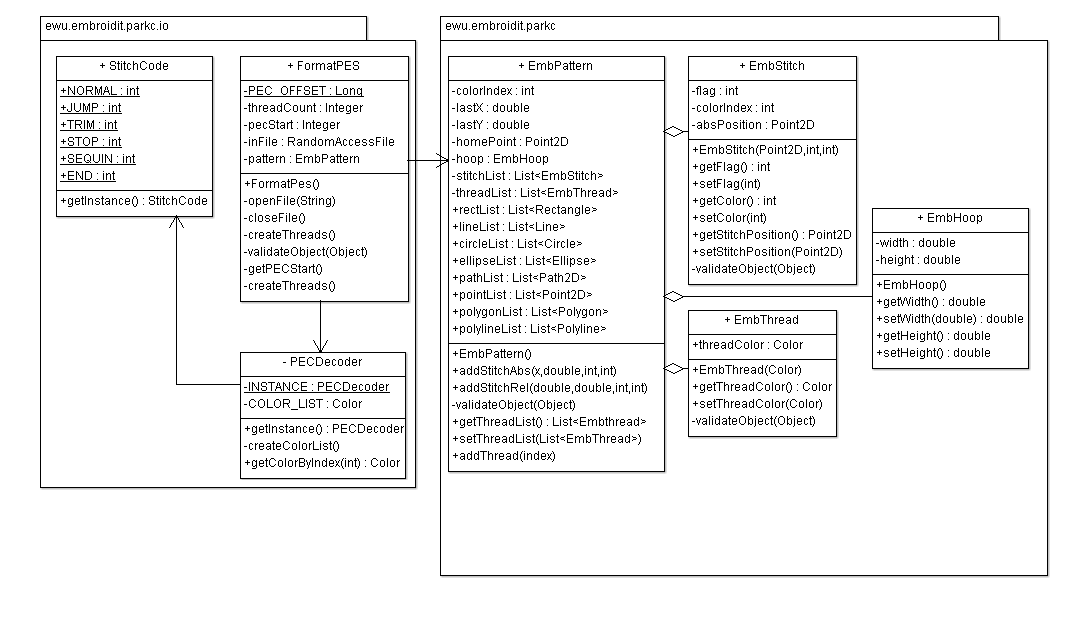 ewu.embroidit.parkc.io
+ StitchCode
+NORMAL : int
+JUMP : int
+TRIM : int
+STOP : int
+SEQUIN : int
+END : int
+getInstance() : StitchCode
+ FormatPES
-PEC_OFFSET : Long
-threadCount : Integer
-pecStart : Integer
-inFile : RandomAccessFile
-pattern : EmbPattern
+FormatPes()
-openFile(String)
-closeFile()
-createThreads()
-validateObject(Object)
-getPECStart()
-createThreads()
- PECDecoder
-INSTANCE : PECDecoder
-COLOR_LIST : Color
+getInstance() : PECDecoder
-createColorList()
+getColorByIndex(int) : Color
ewu.embroidit.parkc
+ EmbPattern
-colorIndex : int
-lastX : double
-lastY : double
-homePoint : Point2D
-hoop : EmbHoop
-stitchList : List<EmbStitch>
-threadList : List<EmbThread>
+rectList : List<Rectangle>
+lineList : List<Line>
+circleList : List<Circle>
+ellipseList : List<Ellipse>
+pathList : List<Path2D>
+pointList : List<Point2D>
+polygonList : List<Polygon>
+polylineList : List<Polyline>
+EmbPattern()
+addStitchAbs(x,double,int,int)
+addStitchRel(double,double,int,int)
-validateObject(Object)
+getThreadList() : List<Embthread>
+setThreadList(List<EmbThread>)
+addThread(index)
+ EmbStitch
-flag : int
-colorIndex : int
-absPosition : Point2D
+EmbStitch(Point2D,int,int)
+getFlag() : int
+setFlag(int)
+getColor() : int
+setColor(int)
+getStitchPosition() : Point2D
+setStitchPosition(Point2D)
-validateObject(Object)
+ EmbThread
+threadColor : Color
+EmbThread(Color)
+getThreadColor() : Color
+setThreadColor(Color)
-validateObject(Object)
+ EmbHoop
-width : double
-height : double
+EmbHoop()
+getWidth() : double
+setWidth(double) : double
+getHeight() : double
+setHeight() : double